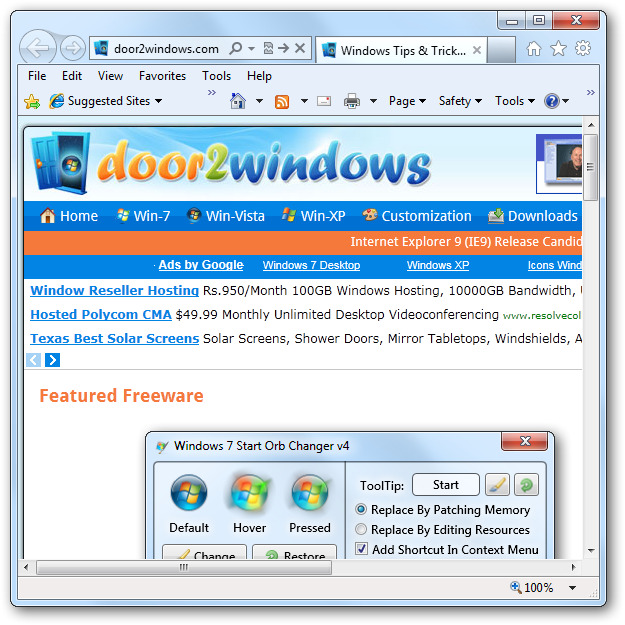 door2windows.com
Windows Tips & Trick...
File Edit View Favorites Tools Help
Suggested Sites
Page Safety Tools
door2windows
Home Win-7 Win-Vista Win-XP Customization Downloads
Internet Explorer 9 (IE9) Release Candid
Ads by Google Windows 7 Desktop Windows XP Icons Wind
Window Reseller Hosting Rs.950/Month 100GB Windows Hosting, 10000GB Bandwidth,
Hosted Polycom CMA $49.99 Monthly Unlimited Desktop Videoconferencing www.resolvecol
Texas Best Solar Screens Solar Screens, Shower Doors, Mirror Tabletops, Windshields, A
Featured Freeware
Windows 7 Start Orb Changer v4
ToolTip: Start
Default Hover Pressed
Replace By Patching Memory
Replace By Editing Resources
Add Shortcut In Context Menu
Change Restore
100%